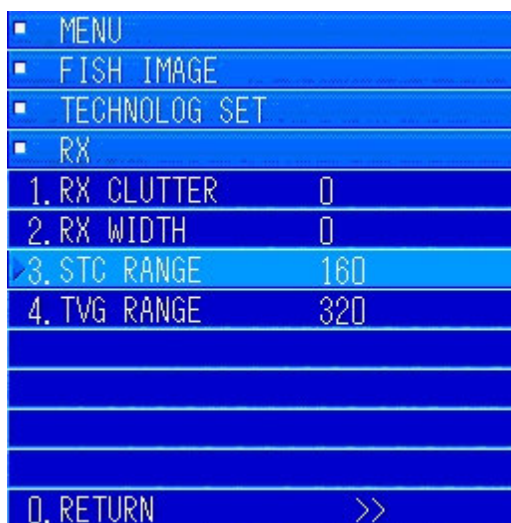 MENU
FISH IMAGE
TECHNOLOG SET
RX
1.RX CLUTTER 0
2.RX WIDTH 0
3.STC RANGE 160
4.TVG RANGE 320
0.RETURN >>